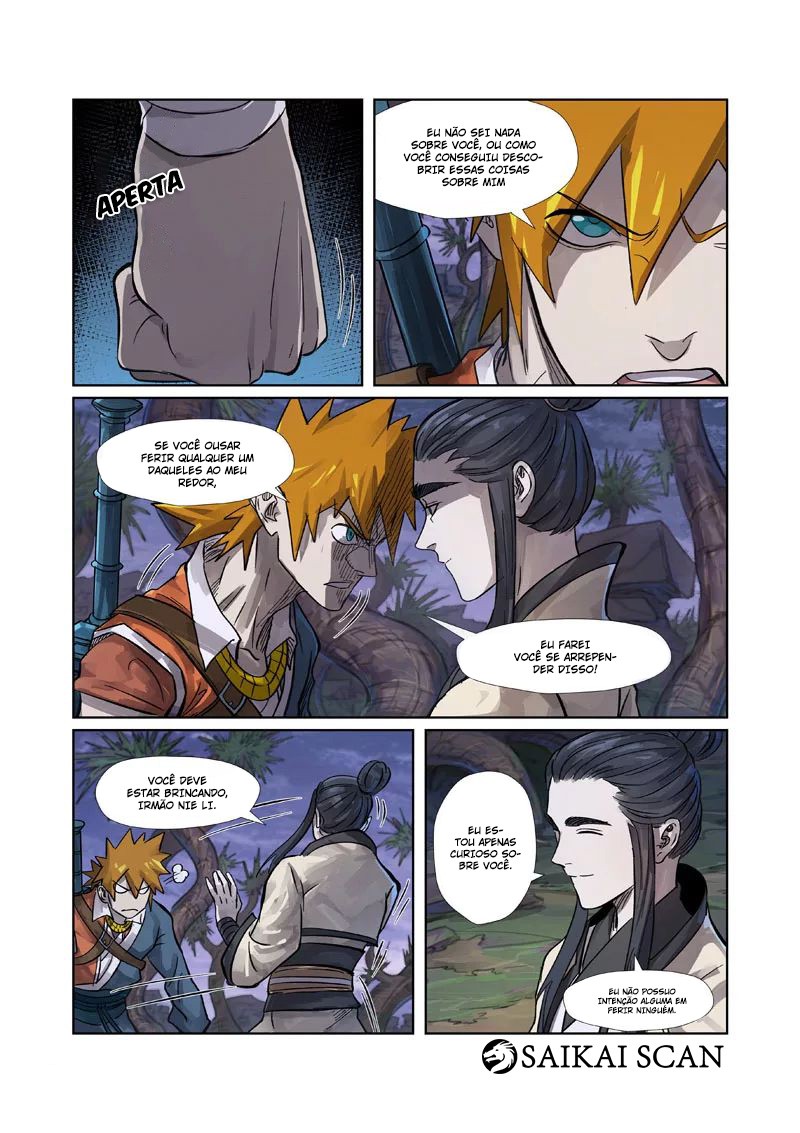 APERTA
EU NÃO SEI NADA
SOBRE VOCÊ, OU COMO
VOCÊ CONSEGUIU DESCO-
BRIR ESSAS COISAS
SOBRE MIM
SE VOCÊ OUSAR
FERIR QUALQUER UM
DAQUELES AO MEU
REDOR,
EU FAREI
VOCÊ SE ARREPEN-
DER DISSO!
VOCÊ DEVE
ESTAR BRINCANDO,
IRMÃO NIE LI.
EU ES-
TOU APENAS
CURIOSO SO-
BRE VOCÊ.
EU NÃO POSSUO
INTENÇÃO ALGUMA EM
FERIR NINGUÉM.
SAIKAI SCAN